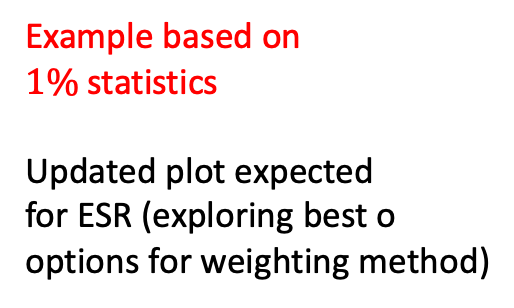 Example based on
1% statistics
Updated plot expected
for ESR (exploring best o
options for weighting method)